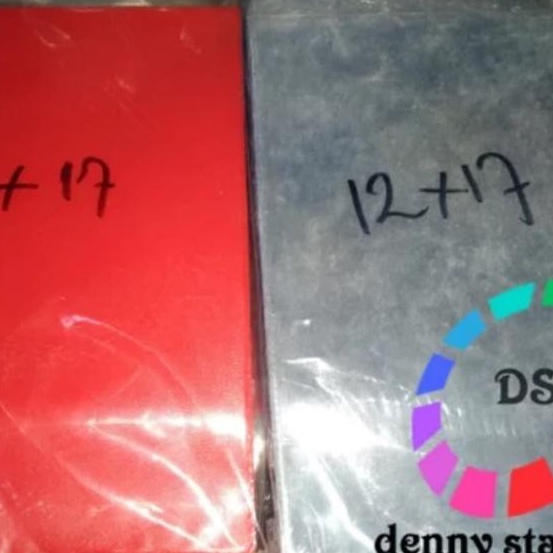 + 17
12+17
DS
denny sta